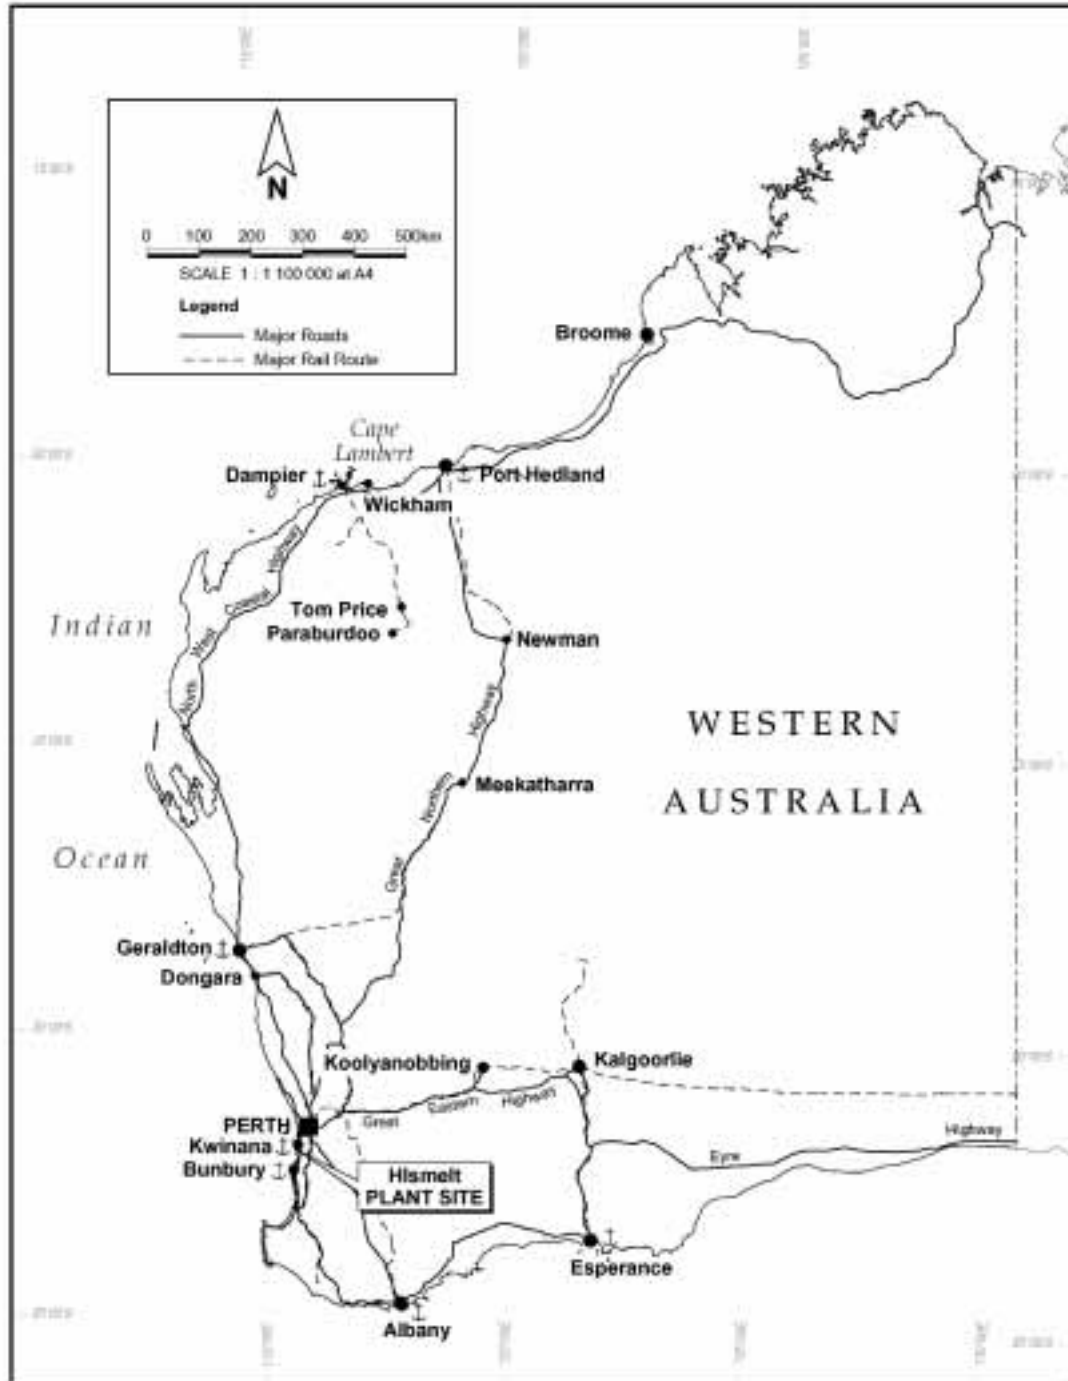 N
0 100 200 300 400 500km
SCALE 1 : 1 100 000 at A4
Legend
Major Roads
Major Rail Route
Broome
Cape
Lambert
Dampier
Port Hedland
Wickham
Coastal Highway
West
North
Indian
Tom Price
Paraburdoo
Newman
Highway
WESTERN
Meekatharra
Northern
AUSTRALIA
Ocean
Great
Geraldton
Dongara
Koolyanobbing
Kalgoorlie
Great Eastern Highway
PERTH
Kwinana
Bunbury
HIsmelt
PLANT SITE
Eyre Highway
Esperance
Albany